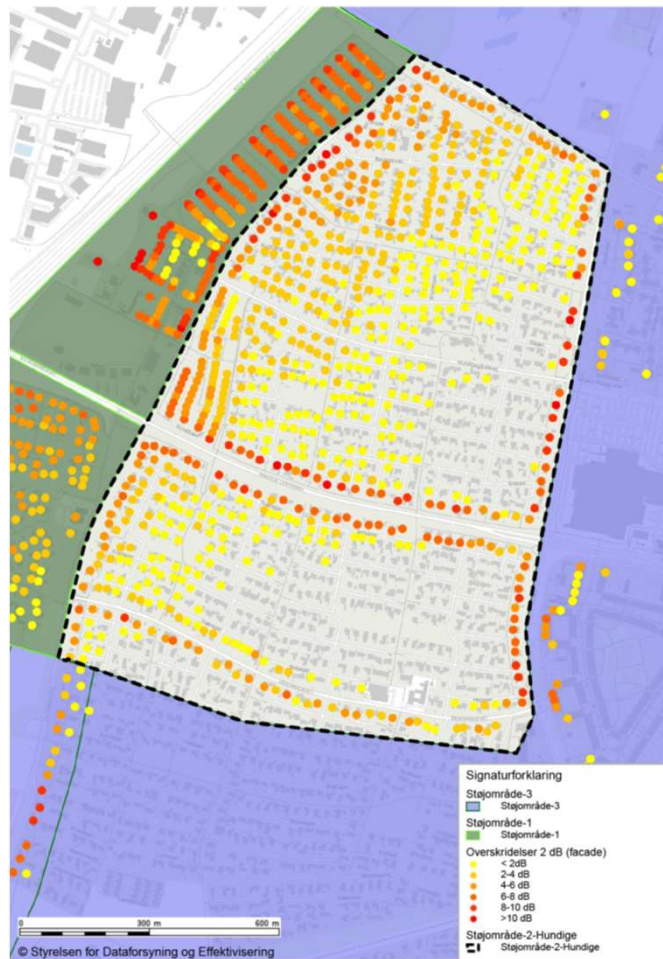 Signaturforklaring
Støjområde-3
Støjområde-3
Støjområde-1
Støjområde-1
Overskridelser 2 dB (facade)
< 2dB
2-4 dB
4-6 dB
6-8 dB
8-10 dB
>10 dB
Støjområde-2-Hundige
Støjområde-2-Hundige
0 300 m 600 m
© Styrelsen for Dataforsyning og Effektivisering